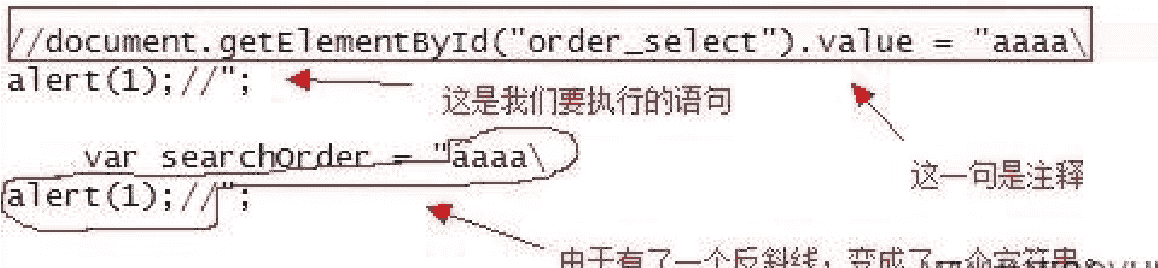 //document.getElementById("order_select").value = "aaaa\
alert(1);//";
这是我们要执行的语句
var searchOrder = "aaaa\
这一句是注释
alert(1);//";
由于有了一个反斜线，变成了一个字符串。